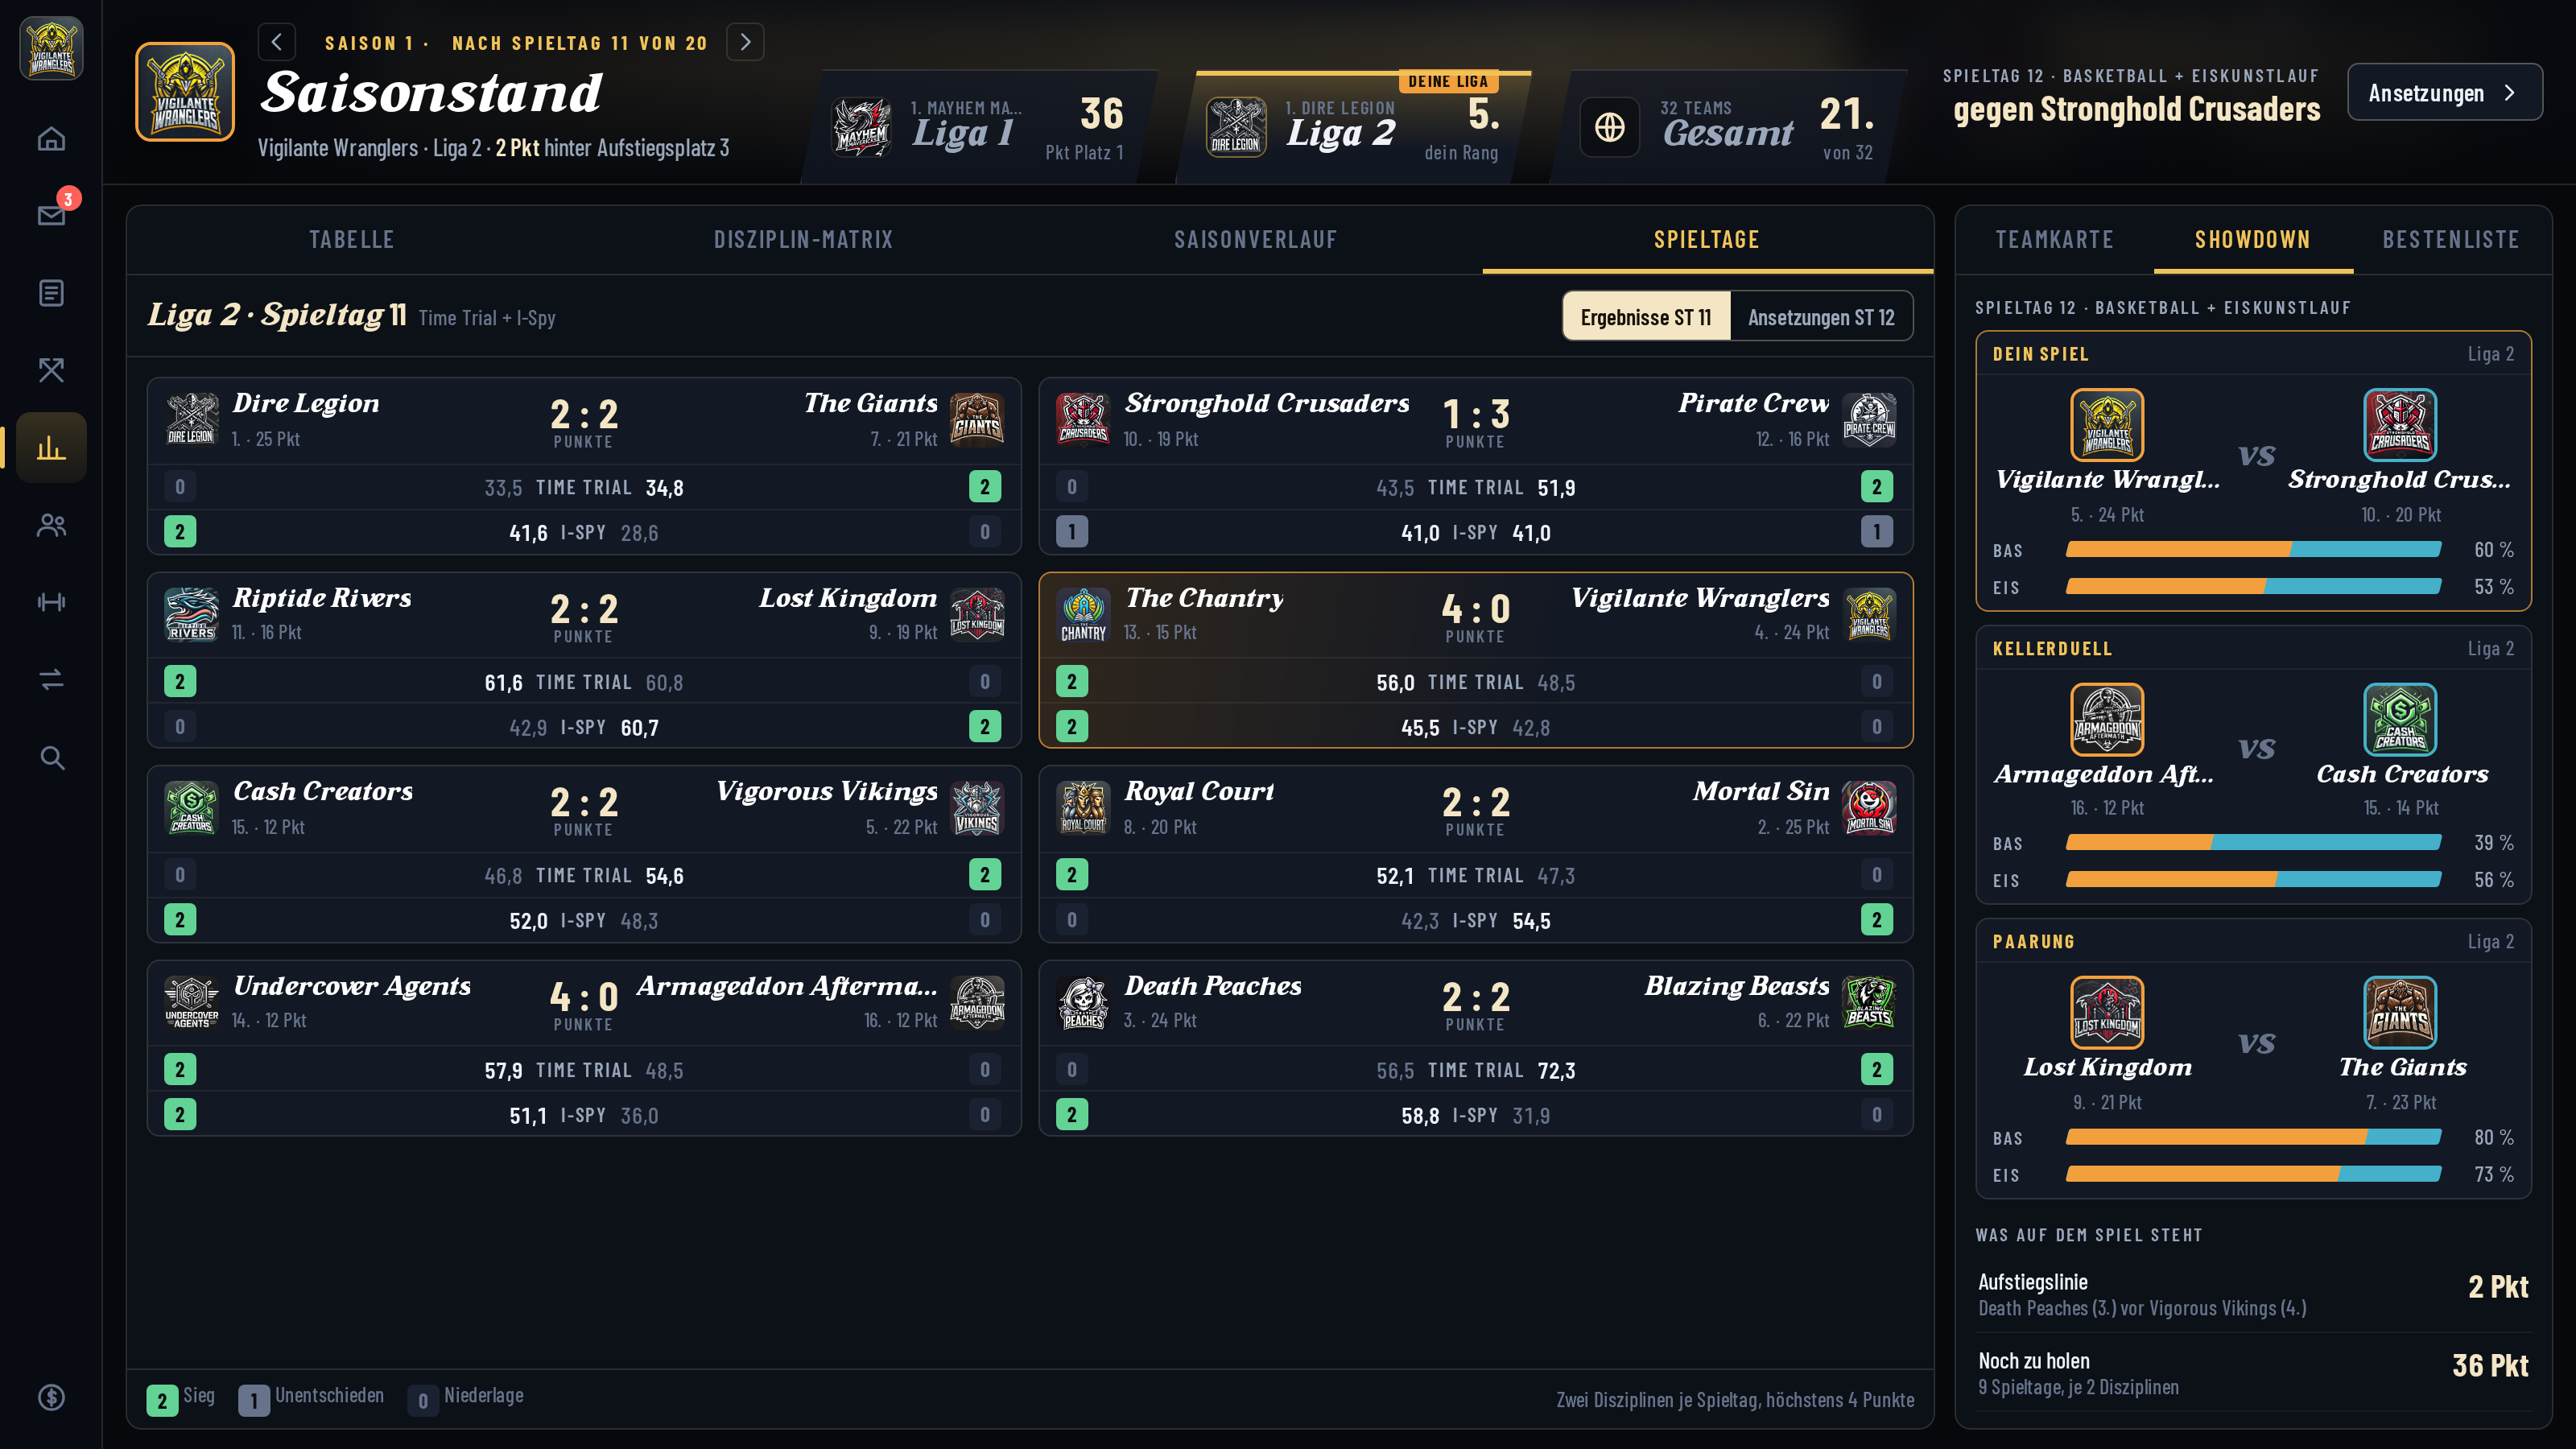 SAISON 1 · NACH SPIELTAG 11 VON 20
Saisonstand
Vigilante Wranglers · Liga 2 · 2 Pkt hinter Aufstiegsplatz 3
1. MAYHEM MA...
Liga 1
36
Pkt Platz 1
DEINE LIGA
1. DIRE LEGION
Liga 2
5.
dein Rang
32 TEAMS
Gesamt
21.
von 32
SPIELTAG 12 · BASKETBALL + EISKUNSTLAUF
gegen Stronghold Crusaders
Ansetzungen
3
TABELLE
DISZIPLIN-MATRIX
SAISONVERLAUF
SPIELTAGE
Liga 2 · Spieltag 11 Time Trial + I-Spy
Ergebnisse ST 11
Ansetzungen ST 12
Dire Legion 2 : 2 The Giants
1. · 25 Pkt PUNKTE 7. · 21 Pkt
0 33,5 TIME TRIAL 34,8 2
2 41,6 I-SPY 28,6 0
Stronghold Crusaders 1 : 3 Pirate Crew
10. · 19 Pkt PUNKTE 12. · 16 Pkt
0 43,5 TIME TRIAL 51,9 2
1 41,0 I-SPY 41,0 1
Riptide Rivers 2 : 2 Lost Kingdom
11. · 16 Pkt PUNKTE 9. · 19 Pkt
2 61,6 TIME TRIAL 60,8 0
0 42,9 I-SPY 60,7 2
The Chantry 4 : 0 Vigilante Wranglers
13. · 15 Pkt PUNKTE 4. · 24 Pkt
2 56,0 TIME TRIAL 48,5 0
2 45,5 I-SPY 42,8 0
Cash Creators 2 : 2 Vigorous Vikings
15. · 12 Pkt PUNKTE 5. · 22 Pkt
0 46,8 TIME TRIAL 54,6 2
2 52,0 I-SPY 48,3 0
Royal Court 2 : 2 Mortal Sin
8. · 20 Pkt PUNKTE 2. · 25 Pkt
2 52,1 TIME TRIAL 47,3 0
0 42,3 I-SPY 54,5 2
Undercover Agents 4 : 0 Armageddon Afterma...
14. · 12 Pkt PUNKTE 16. · 12 Pkt
2 57,9 TIME TRIAL 48,5 0
2 51,1 I-SPY 36,0 0
Death Peaches 2 : 2 Blazing Beasts
3. · 24 Pkt PUNKTE 6. · 22 Pkt
0 56,5 TIME TRIAL 72,3 2
2 58,8 I-SPY 31,9 0
2 Sieg 1 Unentschieden 0 Niederlage
Zwei Disziplinen je Spieltag, höchstens 4 Punkte
TEAMKARTE
SHOWDOWN
BESTENLISTE
SPIELTAG 12 · BASKETBALL + EISKUNSTLAUF
DEIN SPIEL Liga 2
VS
Vigilante Wrangl... Stronghold Crus...
5. · 24 Pkt 10. · 20 Pkt
BAS 60 %
EIS 53 %
KELLERDUELL Liga 2
VS
Armageddon Aft... Cash Creators
16. · 12 Pkt 15. · 14 Pkt
BAS 39 %
EIS 56 %
PAARUNG Liga 2
VS
Lost Kingdom The Giants
9. · 21 Pkt 7. · 23 Pkt
BAS 80 %
EIS 73 %
WAS AUF DEM SPIEL STEHT
Aufstiegslinie 2 Pkt
Death Peaches (3.) vor Vigorous Vikings (4.)
Noch zu holen 36 Pkt
9 Spieltage, je 2 Disziplinen